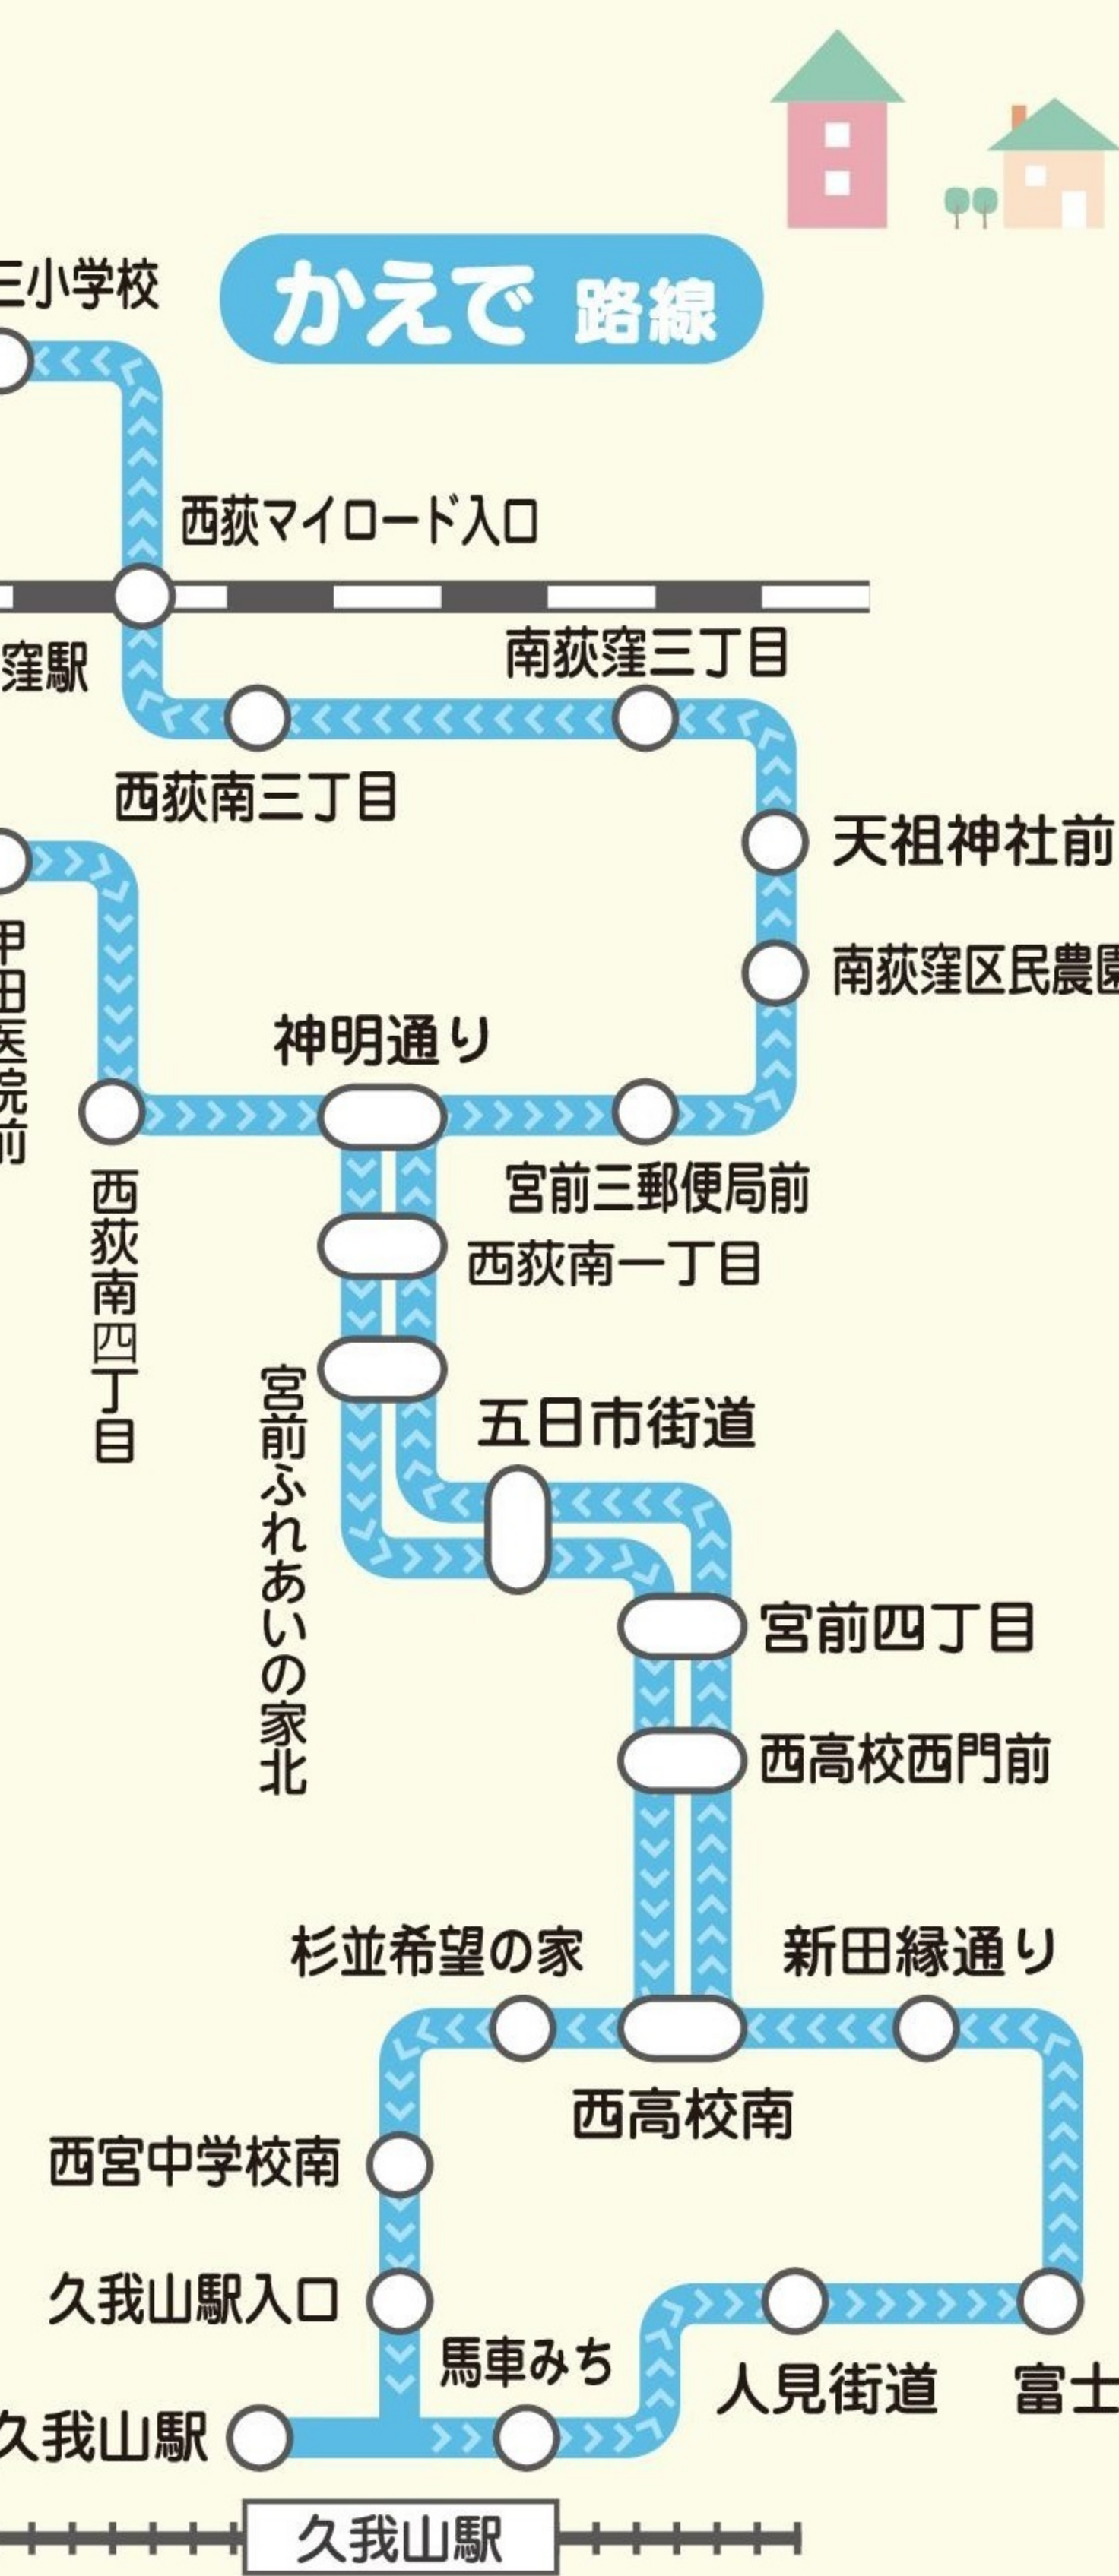 かえで 路線
三小学校
西荻マイロード入口
窪駅
南荻窪三丁目
西荻南三丁目
天祖神社前
南荻窪区民農園
甲田医院前
神明通り
宮前三郵便局前
西荻南四丁目
西荻南一丁目
宮前ふれあいの家北
五日市街道
宮前四丁目
西高校西門前
杉並希望の家
新田縁通り
西高校南
西宮中学校南
久我山駅入口
馬車みち
人見街道
富士
久我山駅
久我山駅